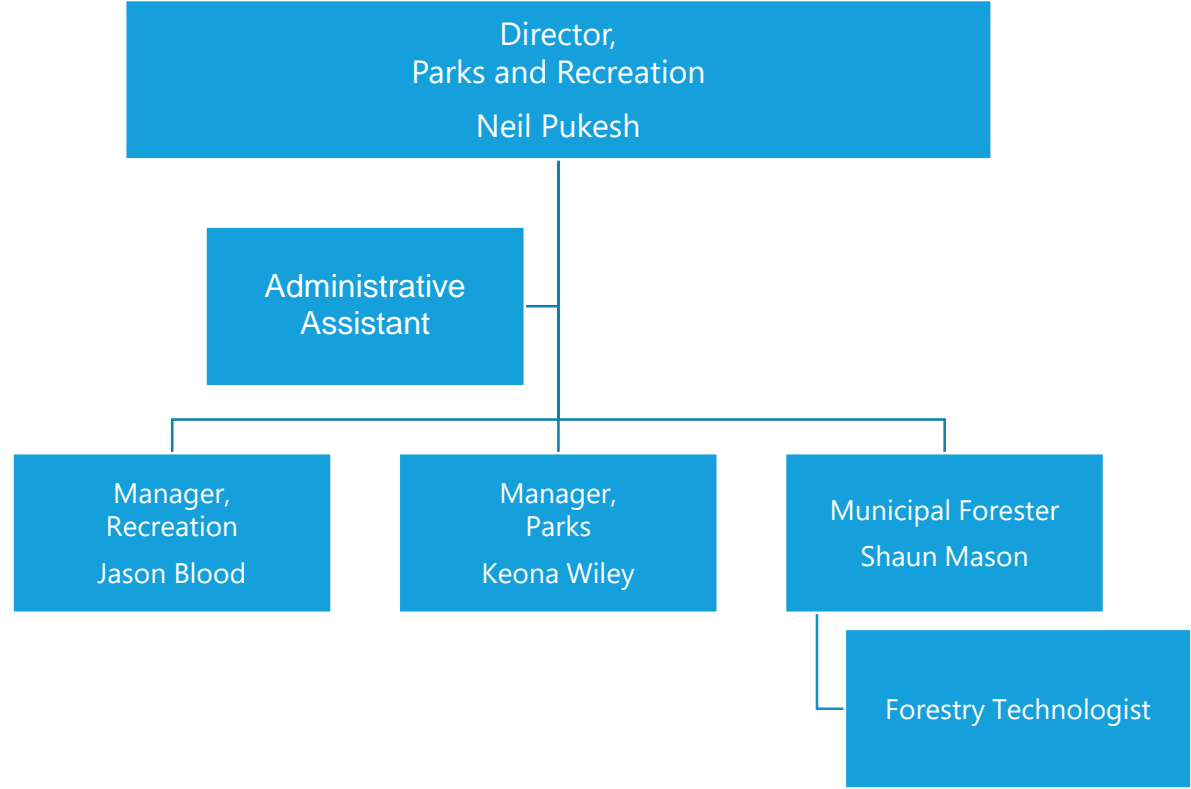 Director,
Parks and Recreation
Neil Pukesh
Administrative
Assistant
Manager,
Recreation
Jason Blood
Manager,
Parks
Keona Wiley
Municipal Forester
Shaun Mason
Forestry Technologist